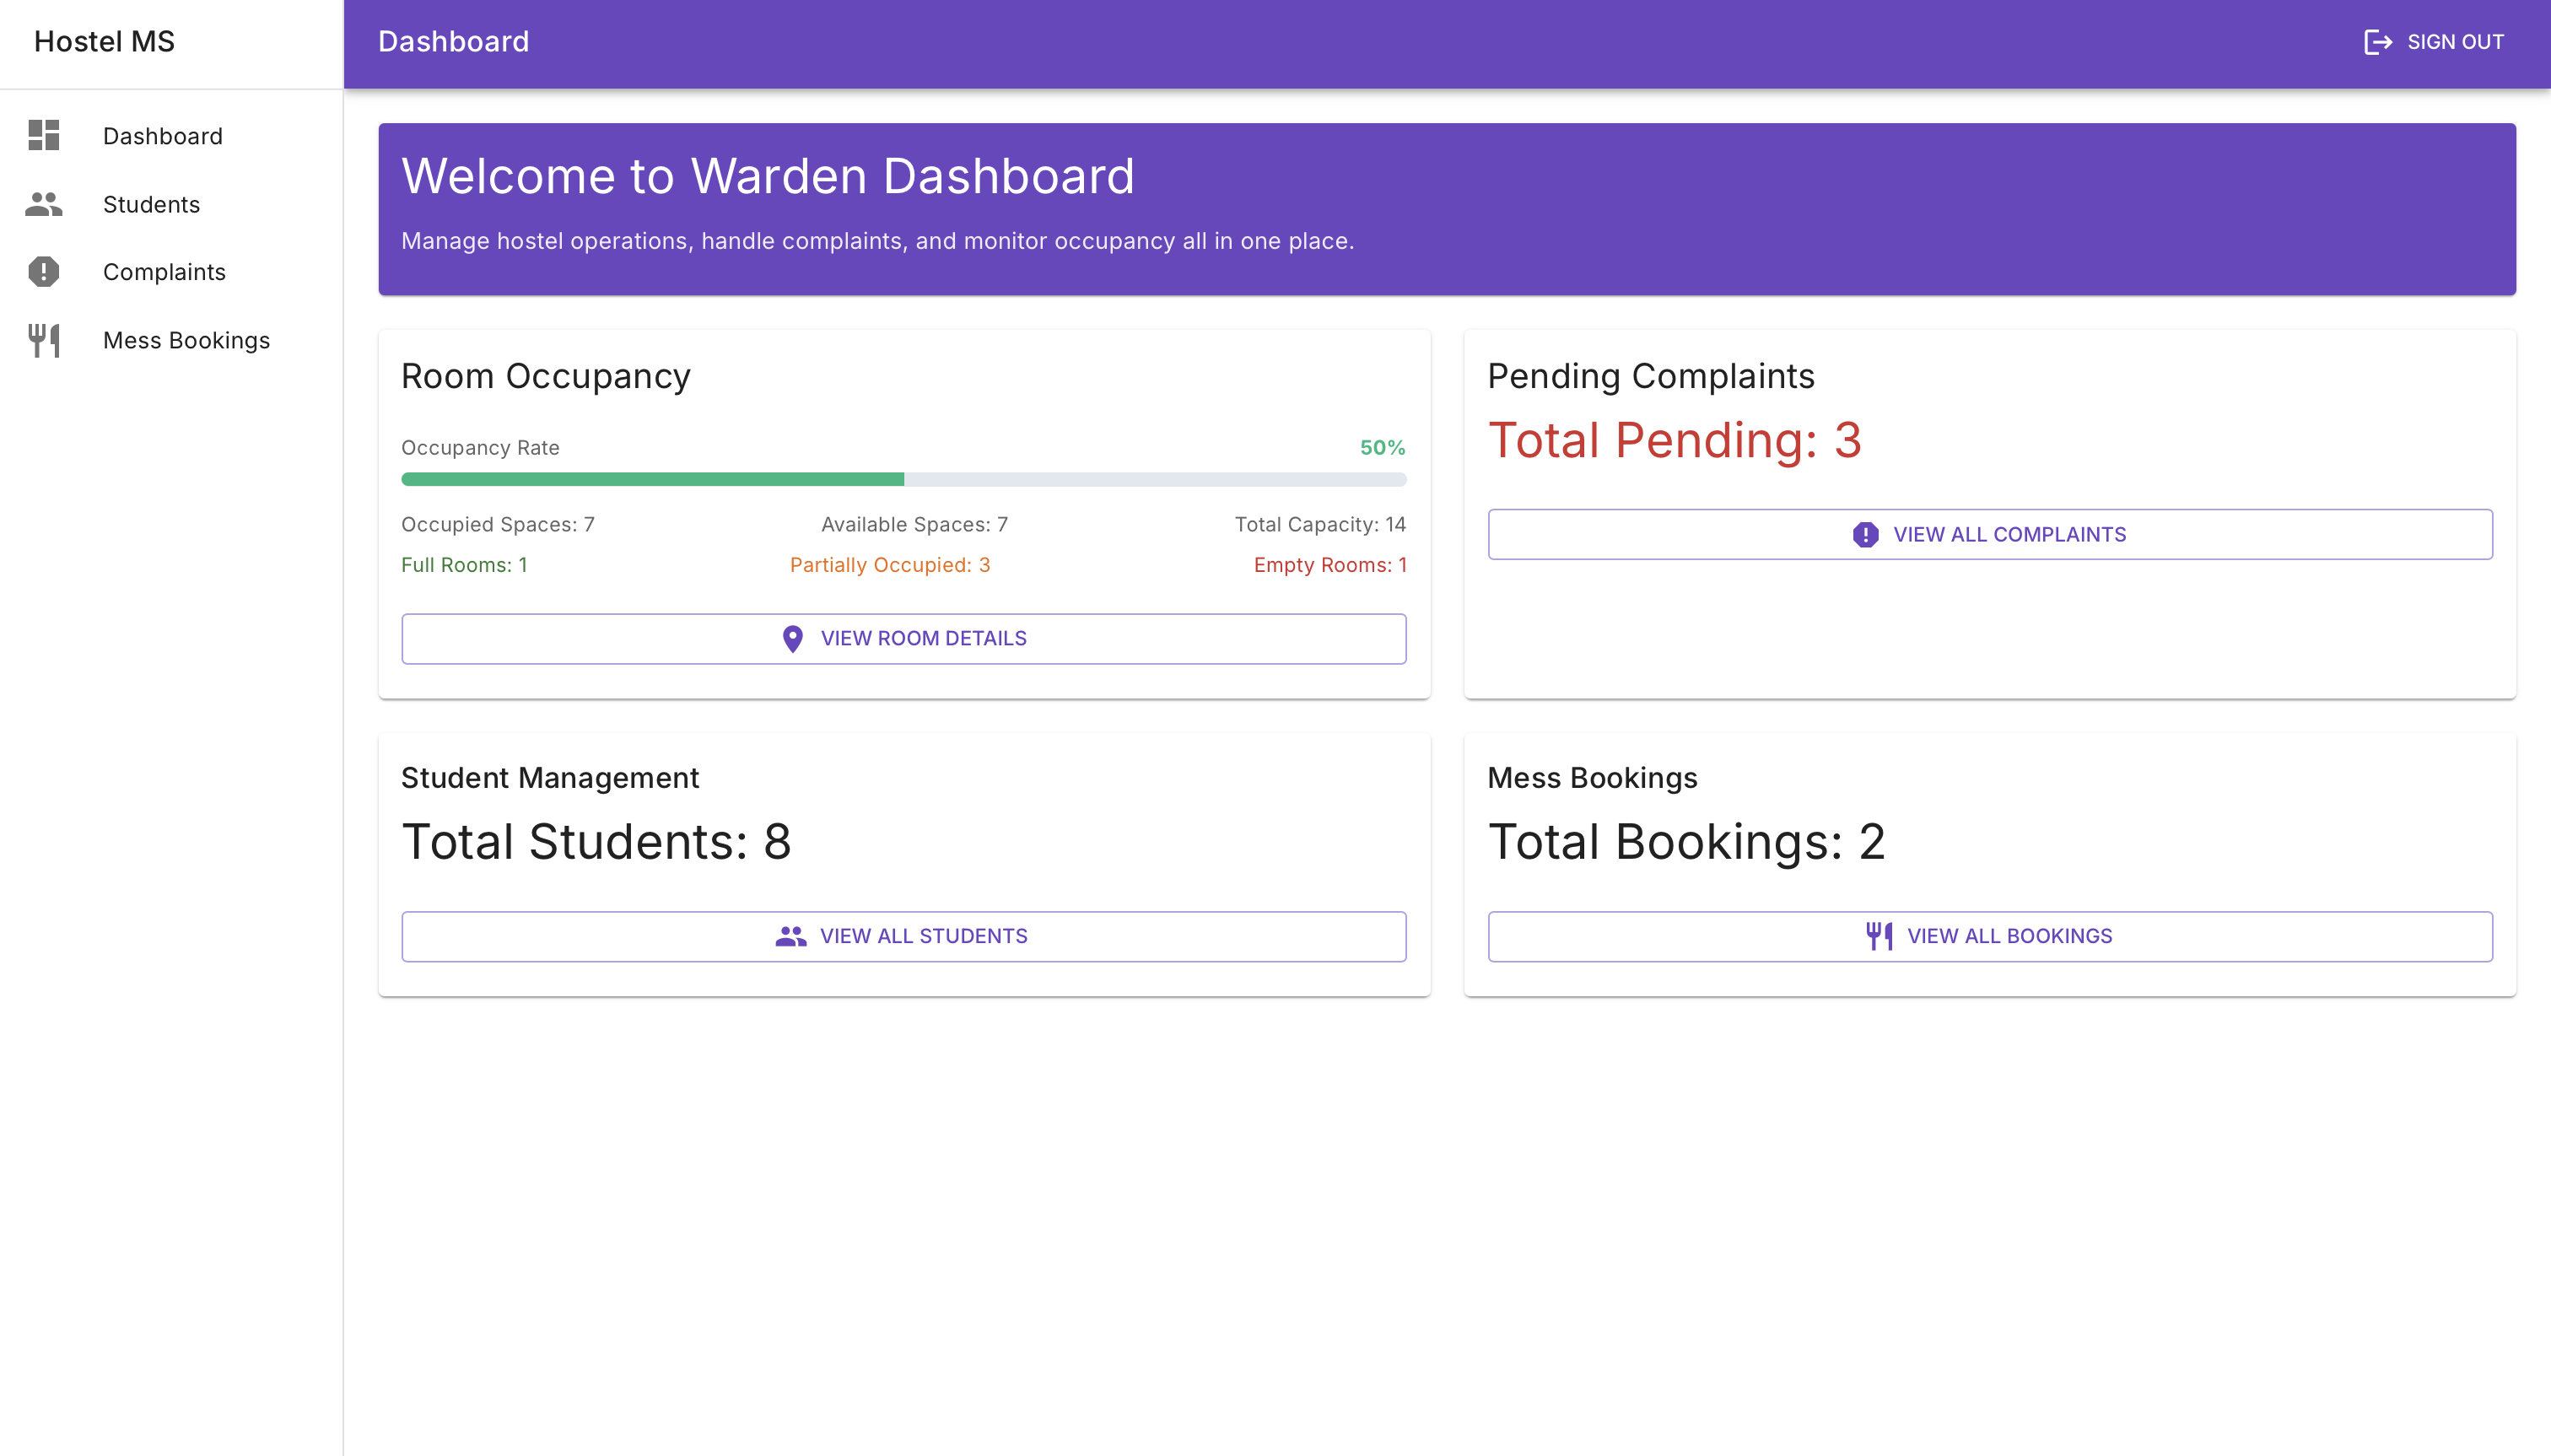 Hostel MS
Dashboard
SIGN OUT
Dashboard
Students
Complaints
Mess Bookings
Welcome to Warden Dashboard
Manage hostel operations, handle complaints, and monitor occupancy all in one place.
Room Occupancy
Occupancy Rate 50%
Occupied Spaces: 7 Available Spaces: 7 Total Capacity: 14
Full Rooms: 1 Partially Occupied: 3 Empty Rooms: 1
VIEW ROOM DETAILS
Pending Complaints
Total Pending: 3
VIEW ALL COMPLAINTS
Student Management
Total Students: 8
VIEW ALL STUDENTS
Mess Bookings
Total Bookings: 2
VIEW ALL BOOKINGS